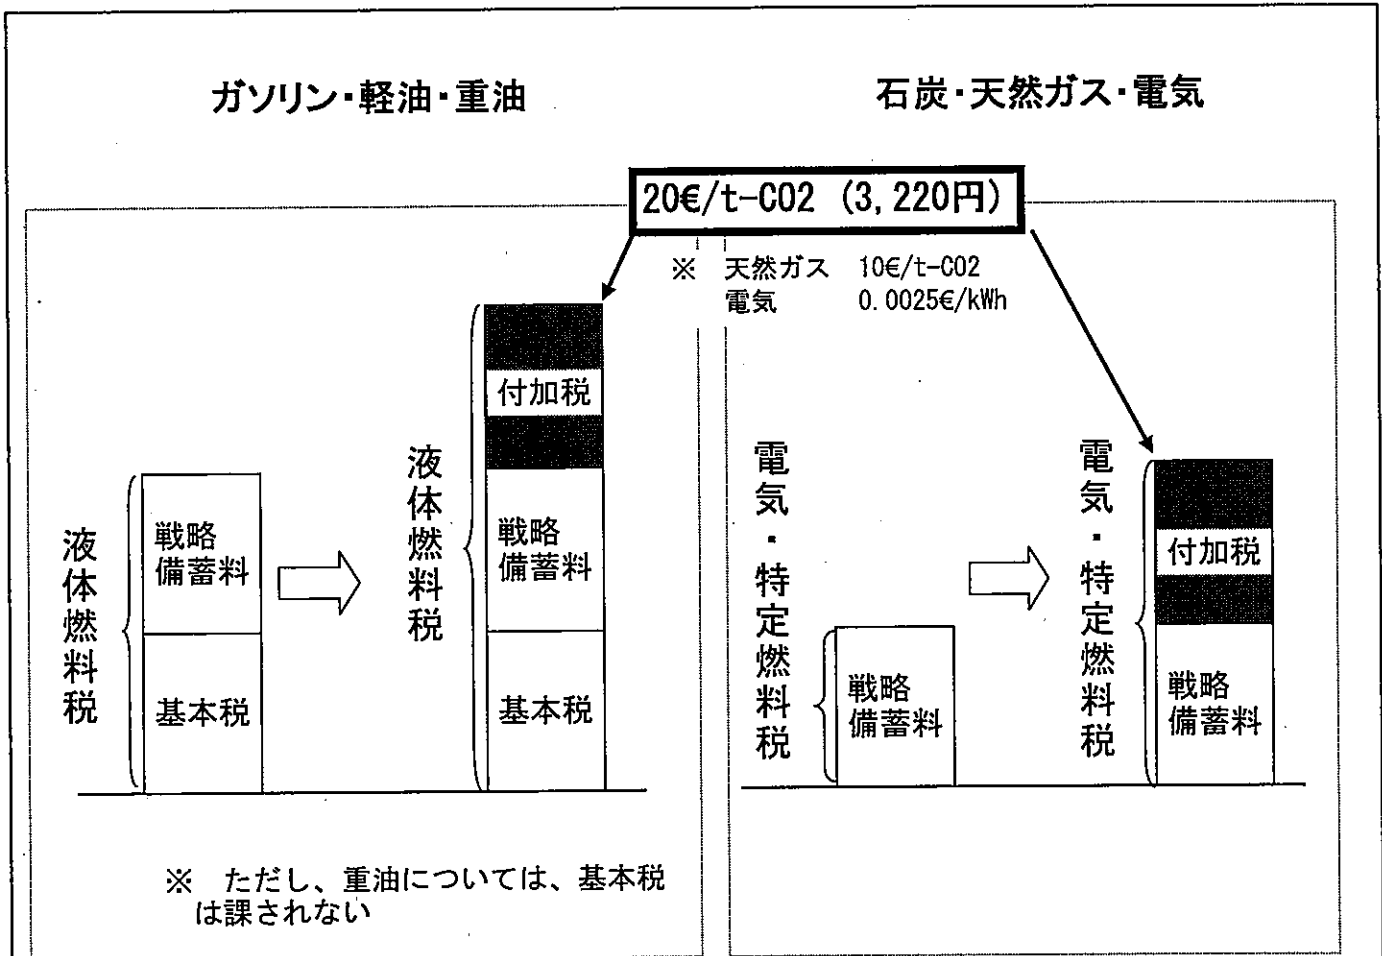 ガソリン・軽油・重油
石炭・天然ガス・電気
20€/t-CO2 (3,220円)
※ 天然ガス 10€/t-CO2
電気 0.0025€/kWh
液体燃料税
戦略
備蓄料
基本税
液体燃料税
付加税
戦略
備蓄料
基本税
電気・特定燃料税
戦略
備蓄料
電気・特定燃料税
付加税
戦略
備蓄料
※ ただし、重油については、基本税
は課されない